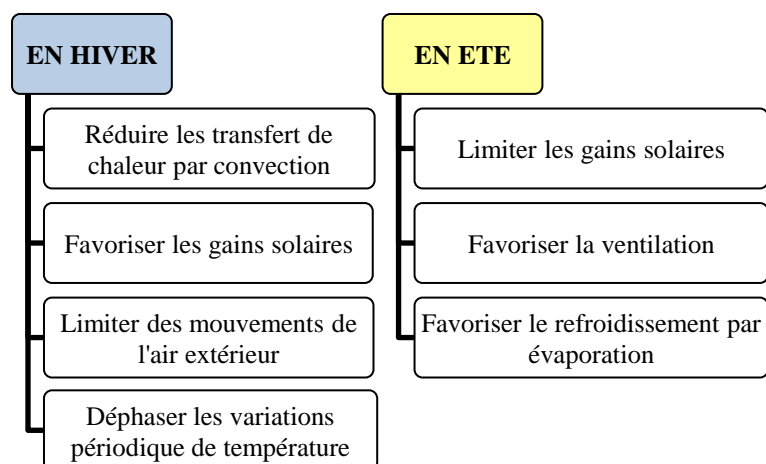 EN HIVER
Réduire les transfert de
chaleur par convection
Favoriser les gains solaires
Limiter des mouvements de
l'air extérieur
Déphaser les variations
périodique de température
EN ETE
Limiter les gains solaires
Favoriser la ventilation
Favoriser le refroidissement par
évaporation